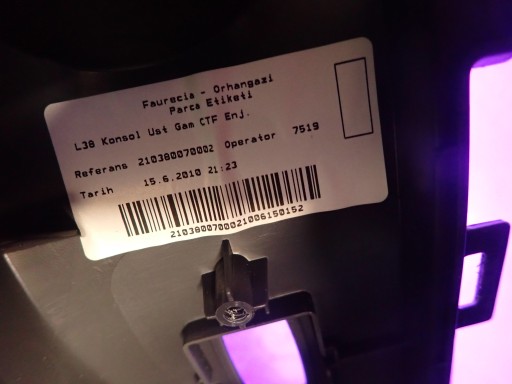 Faurecia - Orhangazi
Parca Etiketi
L38 Konsol Ust Gam CTF Enj.
Referans 210380070002 Operator 7519
Tarih 15.6.2010 21:23
2103800700021006150152